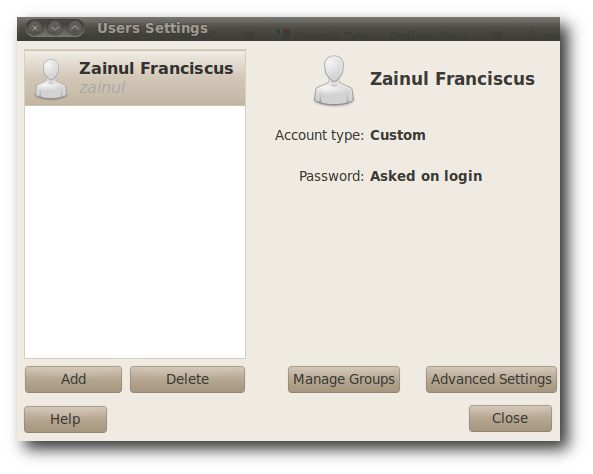 Users Settings
Zainul Franciscus
zainul
Zainul Franciscus
Account type: Custom
Password: Asked on login
Add
Delete
Manage Groups
Advanced Settings
Help
Close